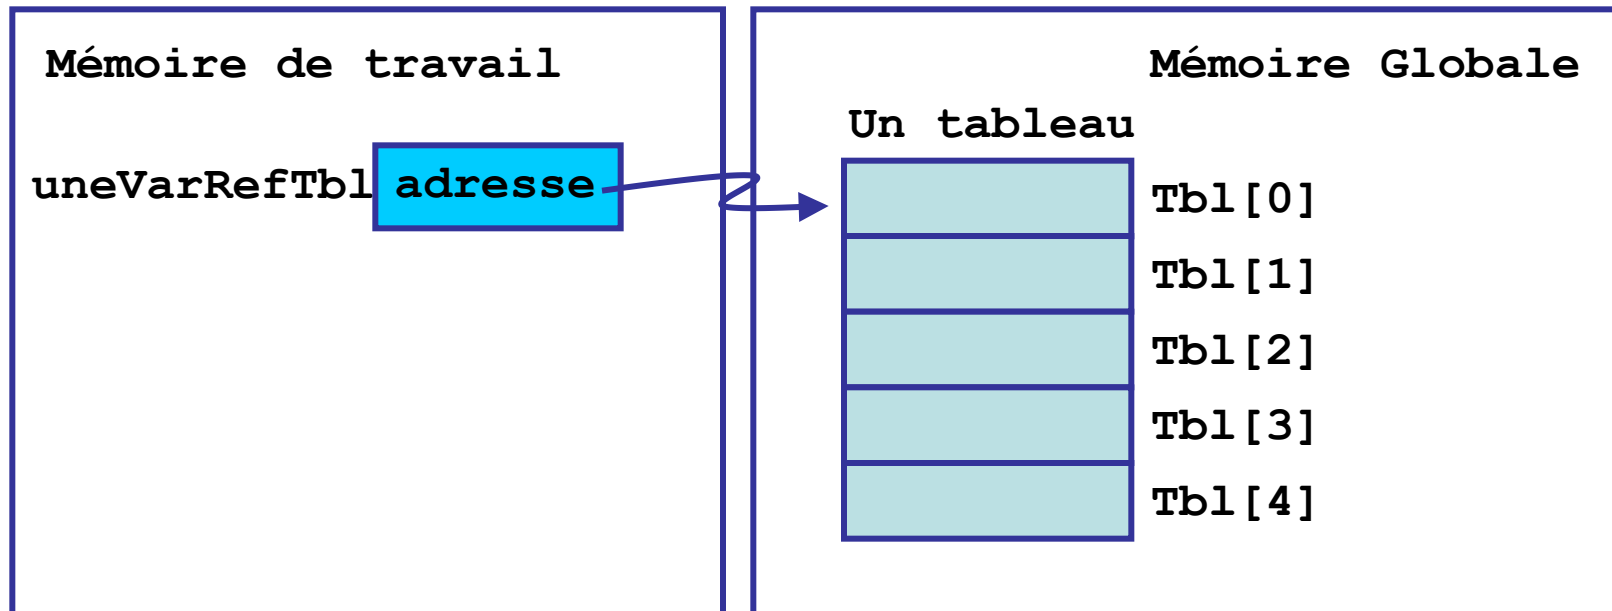 Mémoire de travail
Mémoire Globale
Un tableau
uneVarRefTbl adresse
Tbl[0]
Tbl[1]
Tbl[2]
Tbl[3]
Tbl[4]